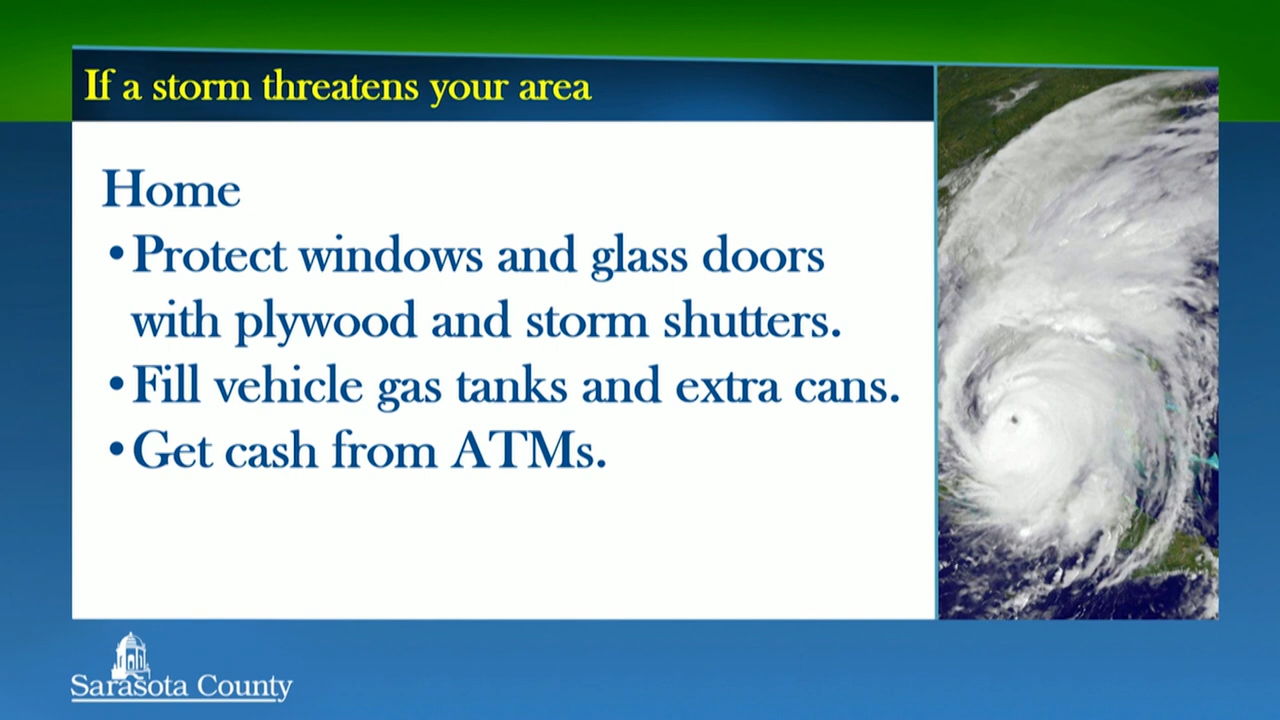 If a storm threatens your area
Home
•Protect windows and glass doors
with plywood and storm shutters.
•Fill vehicle gas tanks and extra cans.
•Get cash from ATMs.
Sarasota County